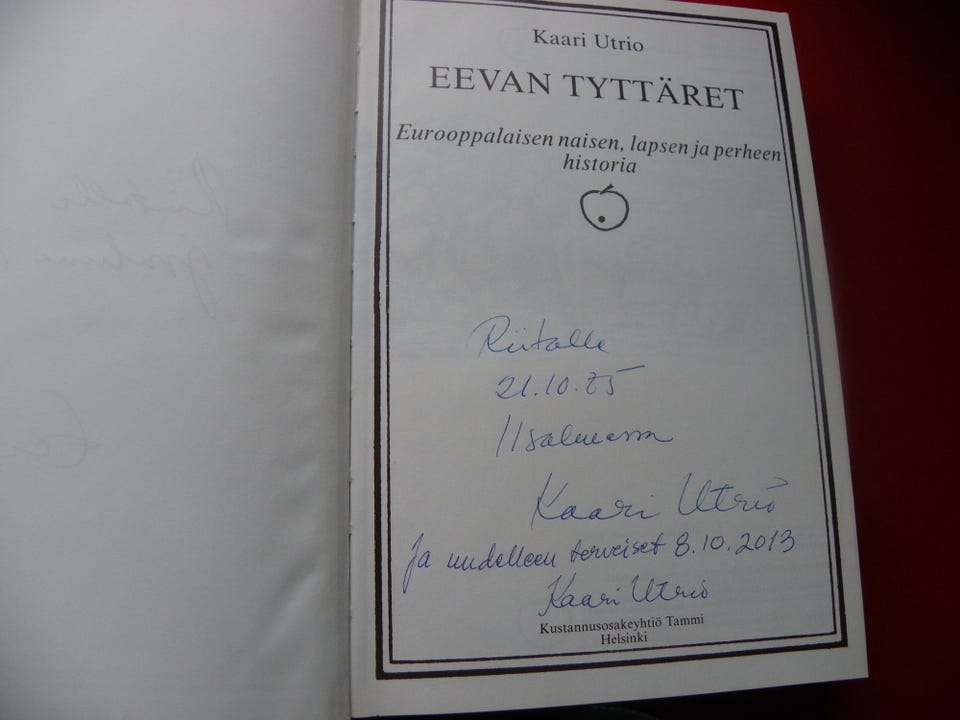 Kaari Utrio
EEVAN TYTTÄRET
Eurooppalaisen naisen, lapsen ja perheen
historia
Riitalle
21.10.85
Iisalmessa
Kaari Utrio
Ja uudelleen terveiset 8.10.2013
Kaari Utrio
Kustannusosakeyhtiö Tammi
Helsinki